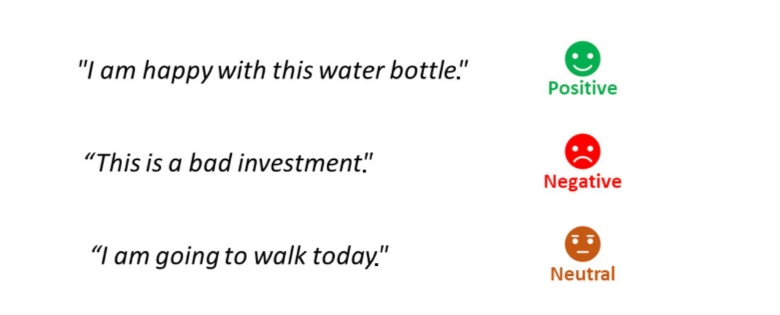 "I am happy with this water bottle."
Positive
“This is a bad investment."
Negative
“I am going to walk today."
Neutral